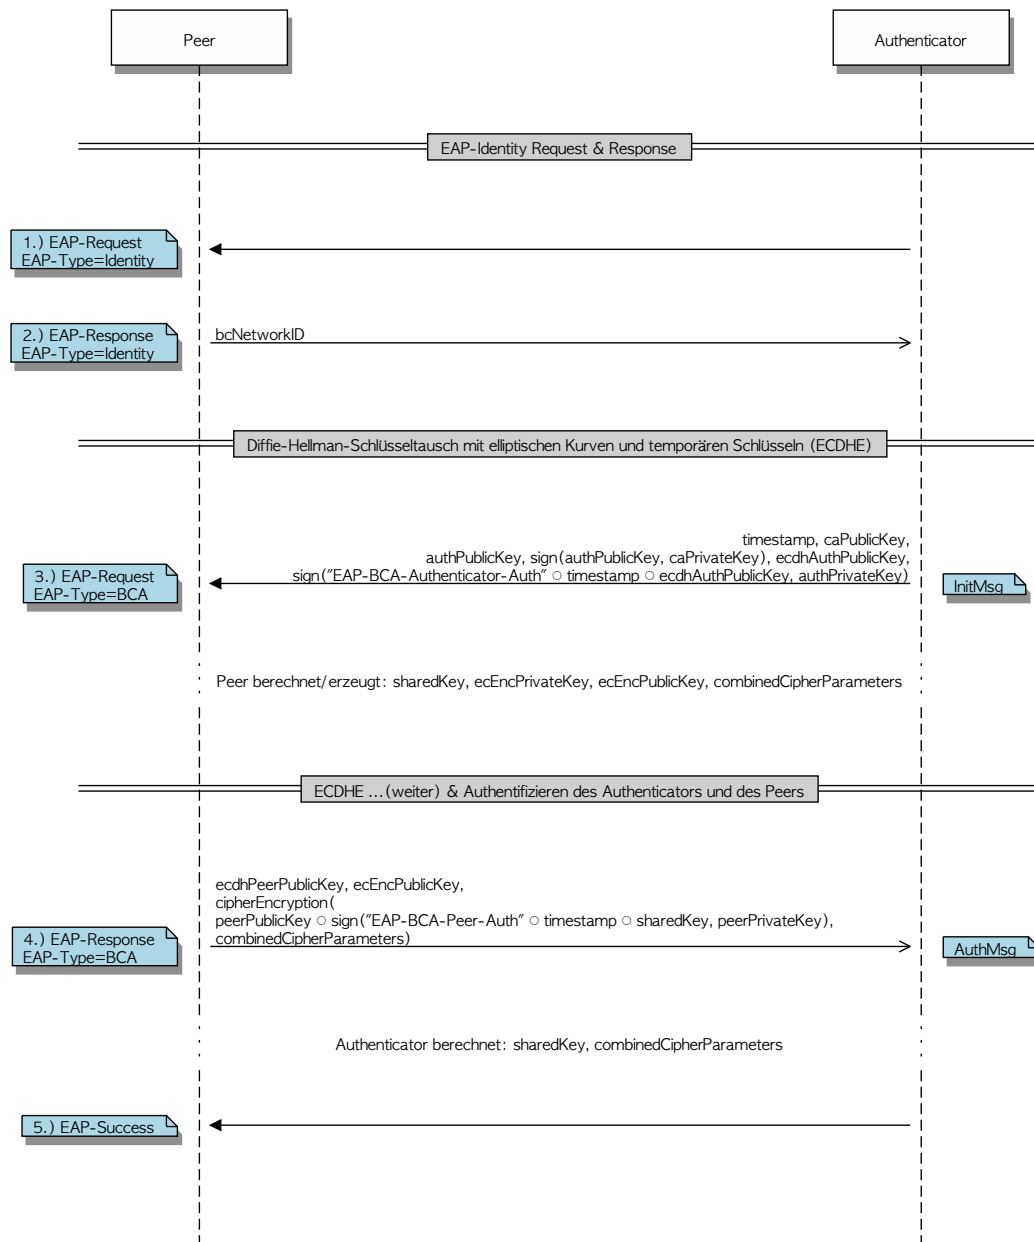 Peer
Authenticator
EAP-Identity Request & Response
1.) EAP-Request
EAP-Type=Identity
2.) EAP-Response
EAP-Type=Identity
bcNetworkID
Diffie-Hellman-Schlüsseltausch mit elliptischen Kurven und temporären Schlüsseln (ECDHE)
timestamp, caPublicKey,
authPublicKey, sign(authPublicKey, caPrivateKey), ecdhAuthPublicKey,
sign("EAP-BCA-Authenticator-Auth" ○ timestamp ○ ecdhAuthPublicKey, authPrivateKey)
3.) EAP-Request
EAP-Type=BCA
InitMsg
Peer berechnet/erzeugt: sharedKey, ecEncPrivateKey, ecEncPublicKey, combinedCipherParameters
ECDHE ...(weiter) & Authentifizieren des Authenticators und des Peers
ecdhPeerPublicKey, ecEncPublicKey,
cipherEncryption(
peerPublicKey ○ sign("EAP-BCA-Peer-Auth" ○ timestamp ○ sharedKey, peerPrivateKey),
combinedCipherParameters)
4.) EAP-Response
EAP-Type=BCA
AuthMsg
Authenticator berechnet: sharedKey, combinedCipherParameters
5.) EAP-Success